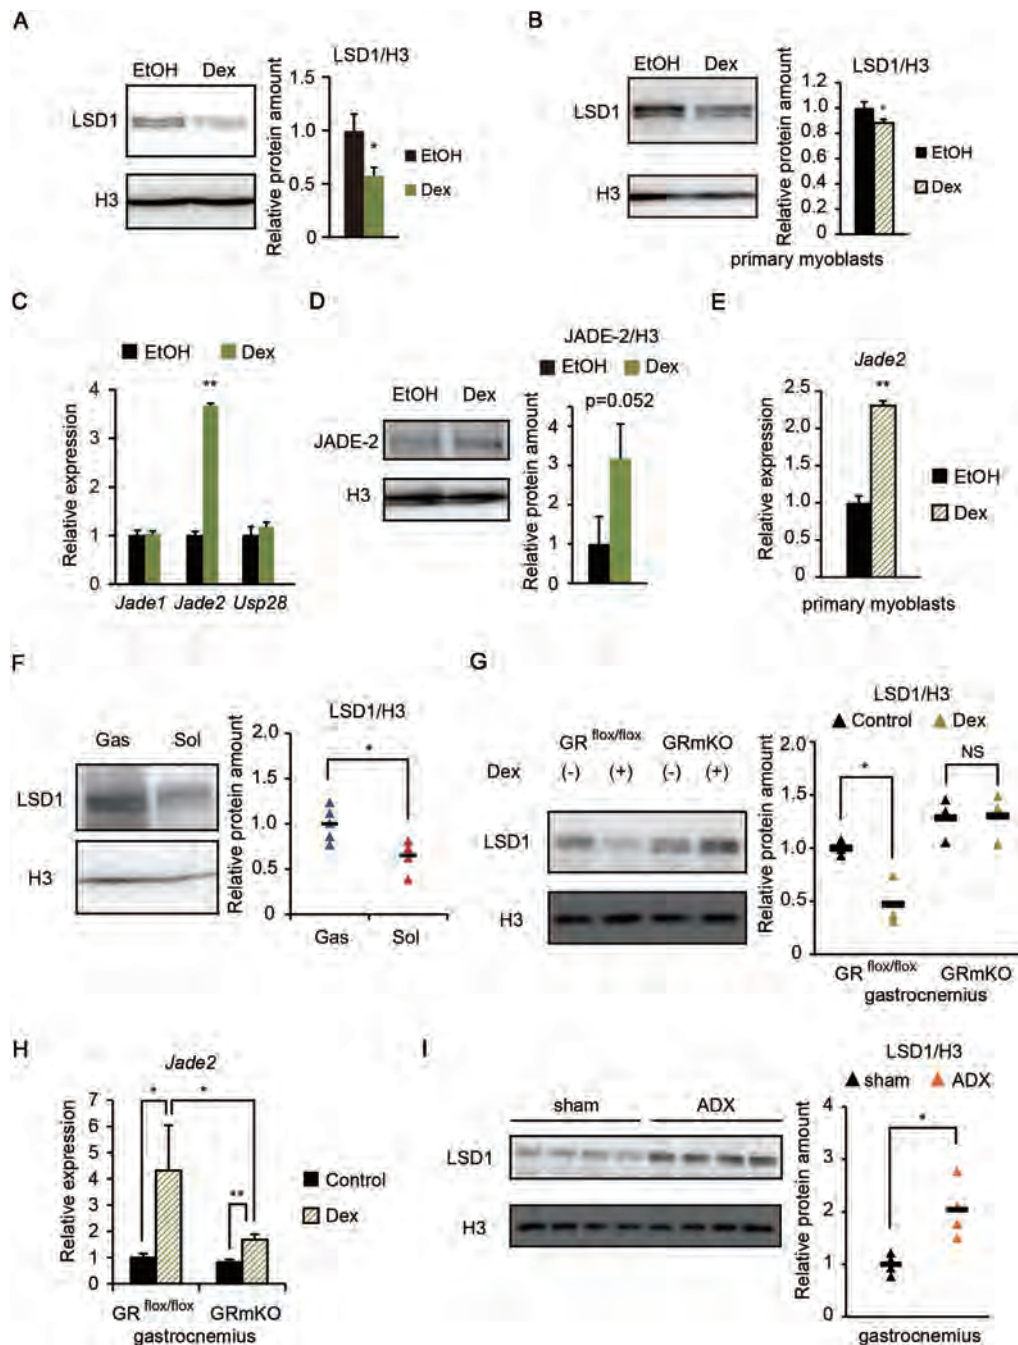 A
LSD1/H3
EtOH Dex
LSD1
H3
Relative protein amount
1.5
1.0
0.5
0
*
EtOH
Dex
B
LSD1/H3
EtOH Dex
LSD1
H3
Relative protein amount
1.2
1.0
0.8
0.6
0.4
0.2
0
*
EtOH
Dex
primary myoblasts
C
EtOH Dex
Relative expression
4
3
2
1
0
**
Jade1 Jade2 Usp28
D
JADE-2/H3
EtOH Dex
EtOH Dex
JADE-2
H3
Relative protein amount
p=0.052
4
3
2
1
0
E
Jade2
Relative expression
2.5
2.0
1.5
1.0
0.5
0
**
EtOH
Dex
primary myoblasts
F
LSD1/H3
Gas Sol
LSD1
H3
Relative protein amount
2.0
1.5
1.0
0.5
0
*
Gas Sol
G
LSD1/H3
Control Dex
GR flox/flox GRmKO
Dex (-) (+) (-) (+)
LSD1
H3
Relative protein amount
2.0
1.5
1.0
0.5
0
*
NS
GR flox/flox GRmKO
gastrocnemius
H
Jade2
Relative expression
7
6
5
4
3
2
1
0
* *
**
Control
Dex
GR flox/flox GRmKO
gastrocnemius
I
LSD1/H3
sham ADX
sham ADX
LSD1
H3
Relative protein amount
4
3
2
1
0
*
gastrocnemius